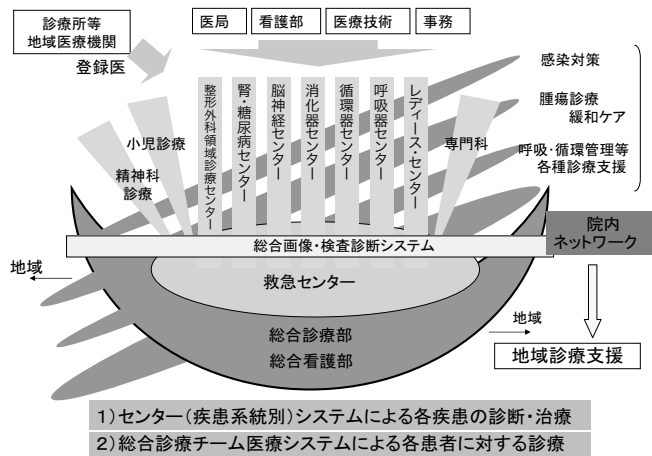 診療所等
地域医療機関
登録医
医局
看護部
医療技術
事務
感染対策
腫瘍診療
緩和ケア
呼吸・循環管理等
各種診療支援
精神科
診療
小児診療
整形外科領域診療センター
腎・糖尿病センター
脳神経センター
消化器センター
循環器センター
呼吸器センター
レディース・センター
専門科
総合画像・検査診断システム
院内
ネットワーク
地域
救急センター
総合診療部
総合看護部
地域
地域診療支援
1）センター（疾患系統別）システムによる各疾患の診断・治療
2）総合診療チーム医療システムによる各患者に対する診療